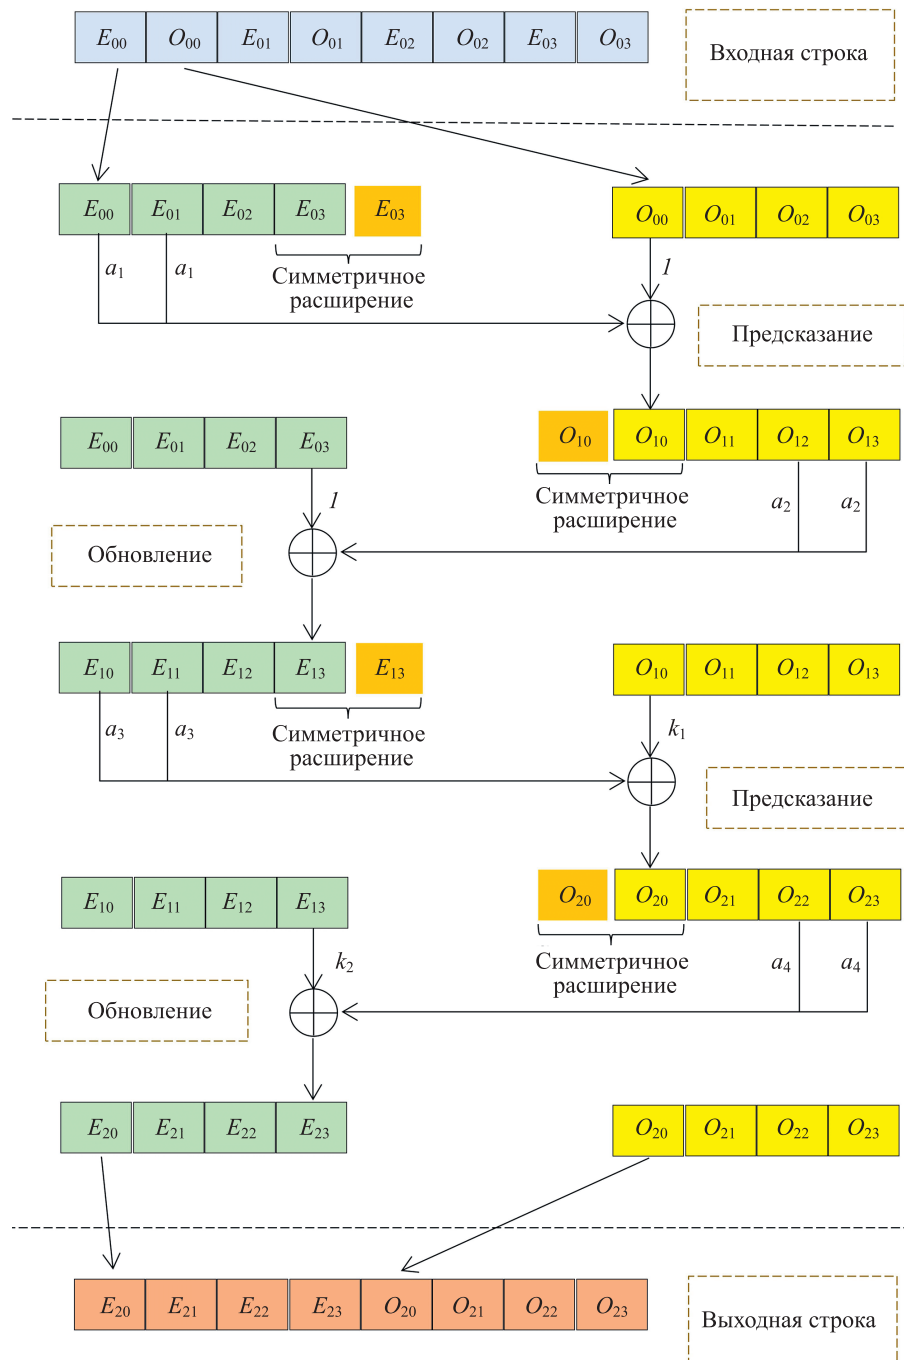 E00 O00 E01 O01 E02 O02 E03 O03
Входная строка
E00 E01 E02 E03 E03
O00 O01 O02 O03
a1 a1
Симметричное
расширение
1
Предсказание
E00 E01 E02 E03
O10 O10 O11 O12 O13
1
Симметричное
расширение
a2 a2
Обновление
E10 E11 E12 E13 E13
O10 O11 O12 O13
a3 a3
Симметричное
расширение
k1
Предсказание
E10 E11 E12 E13
O20 O20 O21 O22 O23
k2
Симметричное
расширение
a4 a4
Обновление
E20 E21 E22 E23
O20 O21 O22 O23
E20 E21 E22 E23 O20 O21 O22 O23
Выходная строка